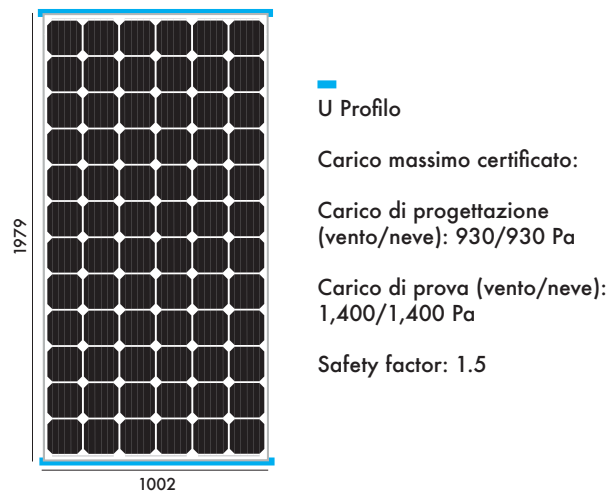 1979
1002
U Profilo
Carico massimo certificato:
Carico di progettazione
(vento/neve): 930/930 Pa
Carico di prova (vento/neve):
1,400/1,400 Pa
Safety factor: 1.5